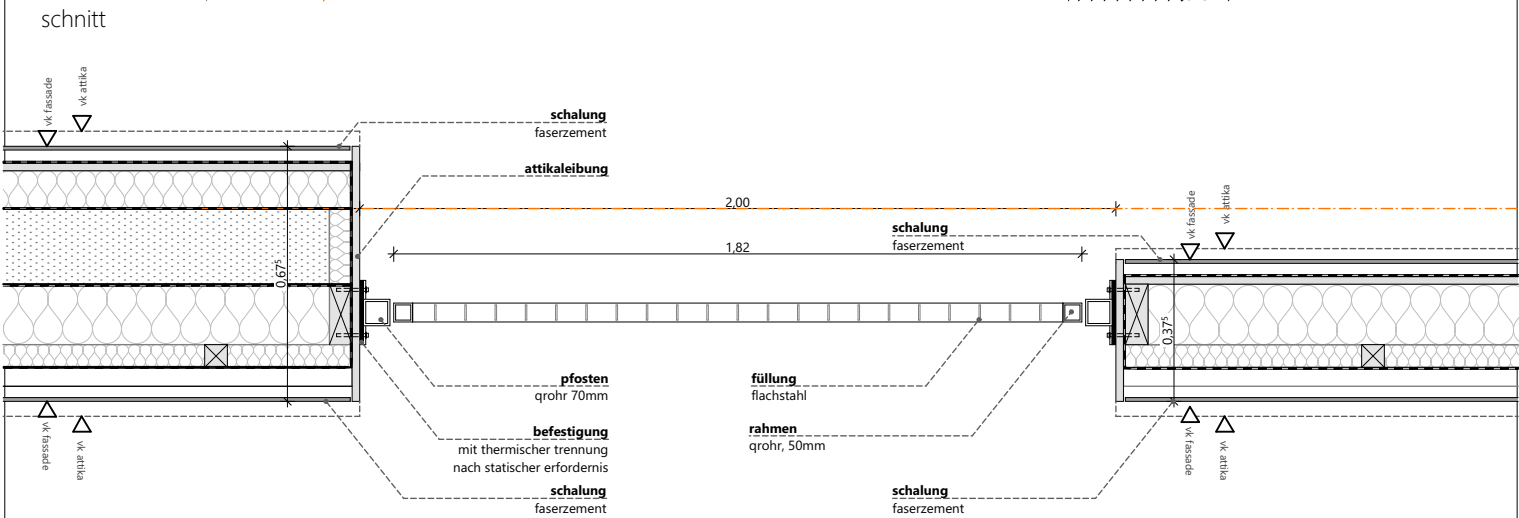 schnitt
vk fassade
vk attika
schalung
faserzement
attikaleibung
2,00
vk fassade
vk attika
schalung
faserzement
1,82
0,67⁵
0,37⁵
pfosten
qrohr 70mm
füllung
flachstahl
befestigung
mit thermischer trennung
nach statischer erfordernis
rahmen
qrohr, 50mm
vk fassade
vk attika
vk fassade
vk attika
schalung
faserzement
schalung
faserzement